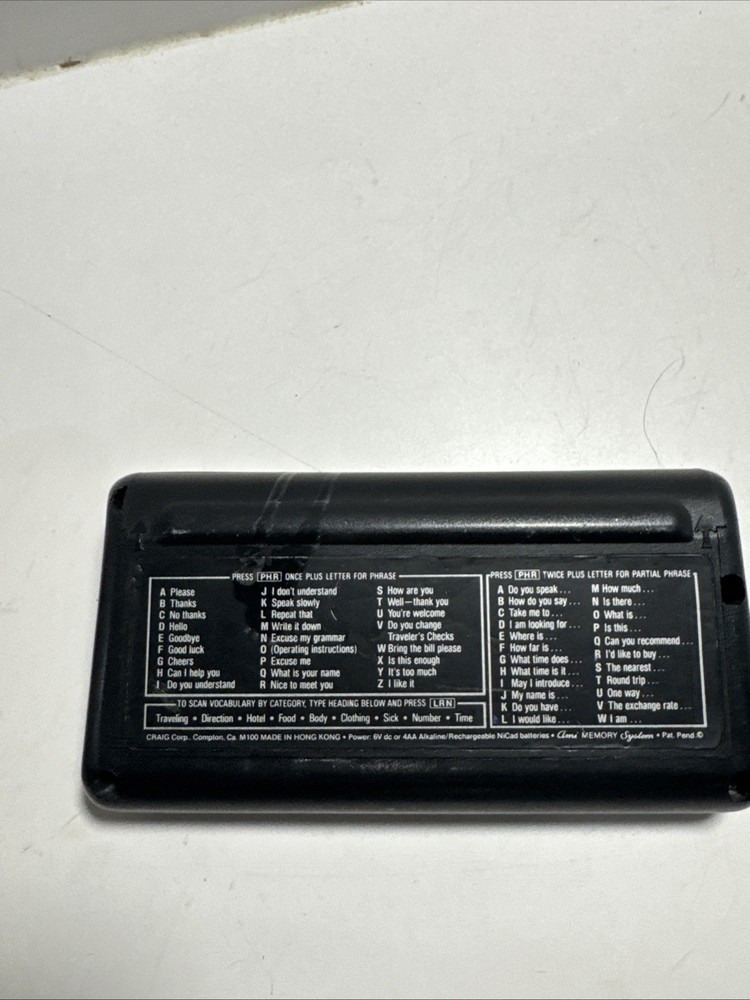 PRESS PHR ONCE PLUS LETTER FOR PHRASE
A Please
B Thanks
C No thanks
D Hello
E Goodbye
F Good luck
G Cheers
H Can I help you
I Do you understand
J I don't understand
K Speak slowly
L Repeat that
M Write it down
N Excuse my grammar
O (Operating instructions)
P Excuse me
Q What is your name
R Nice to meet you
S How are you
T Well—thank you
U You're welcome
V Do you change
Traveler's Checks
W Bring the bill please
X Is this enough
Y It's too much
Z I like it
PRESS PHR TWICE PLUS LETTER FOR PARTIAL PHRASE
A Do you speak...
B How do you say...
C Take me to...
D I am looking for...
E Where is...
F How far is...
G What time does...
H What time is it...
I May I introduce...
J My name is...
K Do you have...
L I would like...
M How much...
N Is there...
O What is...
P Is this...
Q Can you recommend...
R I'd like to buy...
S The nearest...
T Round trip...
U One way...
V The exchange rate...
W I am...
TO SCAN VOCABULARY BY CATEGORY, TYPE HEADING BELOW AND PRESS LRN
Traveling • Direction • Hotel • Food • Body • Clothing • Sick • Number • Time
CRAIG Corp., Compton, Ca. M100 MADE IN HONG KONG • Power: 6V dc or 4AA Alkaline/Rechargeable NiCad batteries • Ami MEMORY System • Pat. Pend. ©